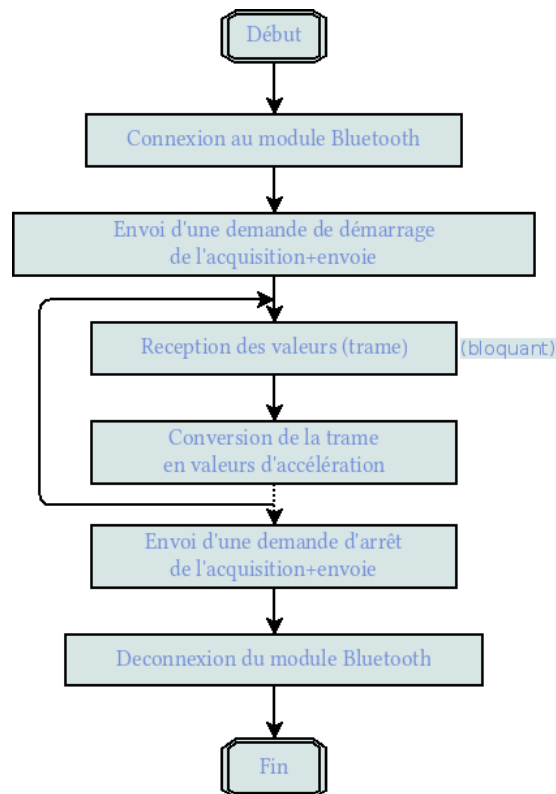 Début
Connexion au module Bluetooth
Envoi d'une demande de démarrage
de l'acquisition+envoie
Reception des valeurs (trame)
(bloquant)
Conversion de la trame
en valeurs d'accélération
Envoi d'une demande d'arrêt
de l'acquisition+envoie
Deconnexion du module Bluetooth
Fin